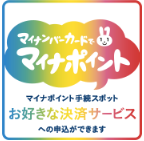 マイナンバーカードで
マイナポイント
マイナポイント手続スポット
お好きな決済サービス
への申込ができます